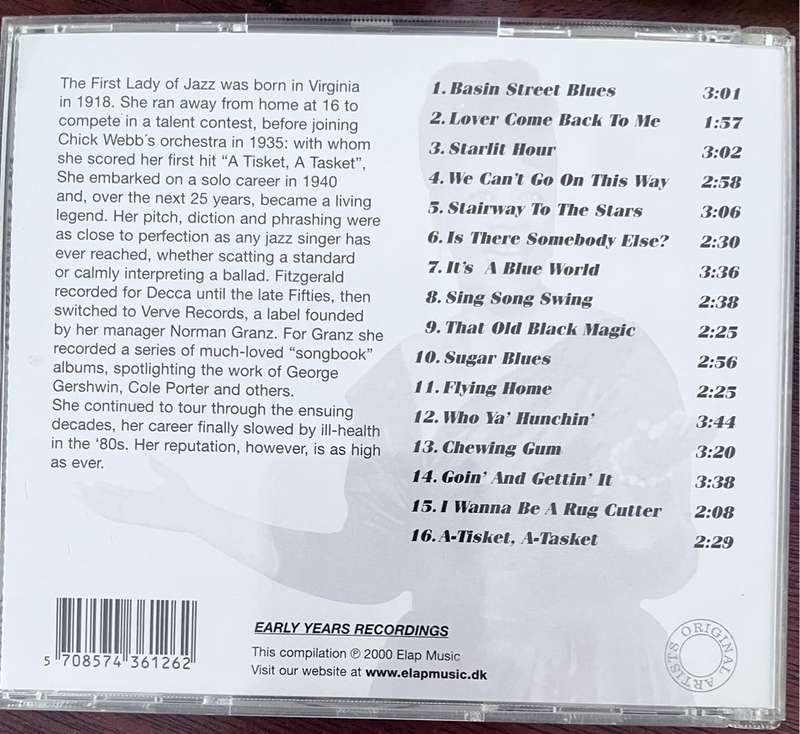 The First Lady of Jazz was born in Virginia
in 1918. She ran away from home at 16 to
compete in a talent contest, before joining
Chick Webb´s orchestra in 1935: with whom
she scored her first hit “A Tisket, A Tasket”,
She embarked on a solo career in 1940
and, over the next 25 years, became a living
legend. Her pitch, diction and phrashing were
as close to perfection as any jazz singer has
ever reached, whether scatting a standard
or calmly interpreting a ballad. Fitzgerald
recorded for Decca until the late Fifties, then
switched to Verve Records, a label founded
by her manager Norman Granz. For Granz she
recorded a series of much-loved “songbook”
albums, spotlighting the work of George
Gershwin, Cole Porter and others.
She continued to tour through the ensuing
decades, her career finally slowed by ill-health
in the ‘80s. Her reputation, however, is as high
as ever.
1. Basin Street Blues 3:01
2. Lover Come Back To Me 1:57
3. Starlit Hour 3:02
4. We Can’t Go On This Way 2:58
5. Stairway To The Stars 3:06
6. Is There Somebody Else? 2:30
7. It’s A Blue World 3:36
8. Sing Song Swing 2:38
9. That Old Black Magic 2:25
10. Sugar Blues 2:56
11. Flying Home 2:25
12. Who Ya’ Hunchin’ 3:44
13. Chewing Gum 3:20
14. Goin’ And Gettin’ It 3:38
15. I Wanna Be A Rug Cutter 2:08
16. A-Tisket, A-Tasket 2:29
5 708574 361262
EARLY YEARS RECORDINGS
This compilation ℗ 2000 Elap Music
Visit our website at www.elapmusic.dk
ORIGINAL ARTISTS